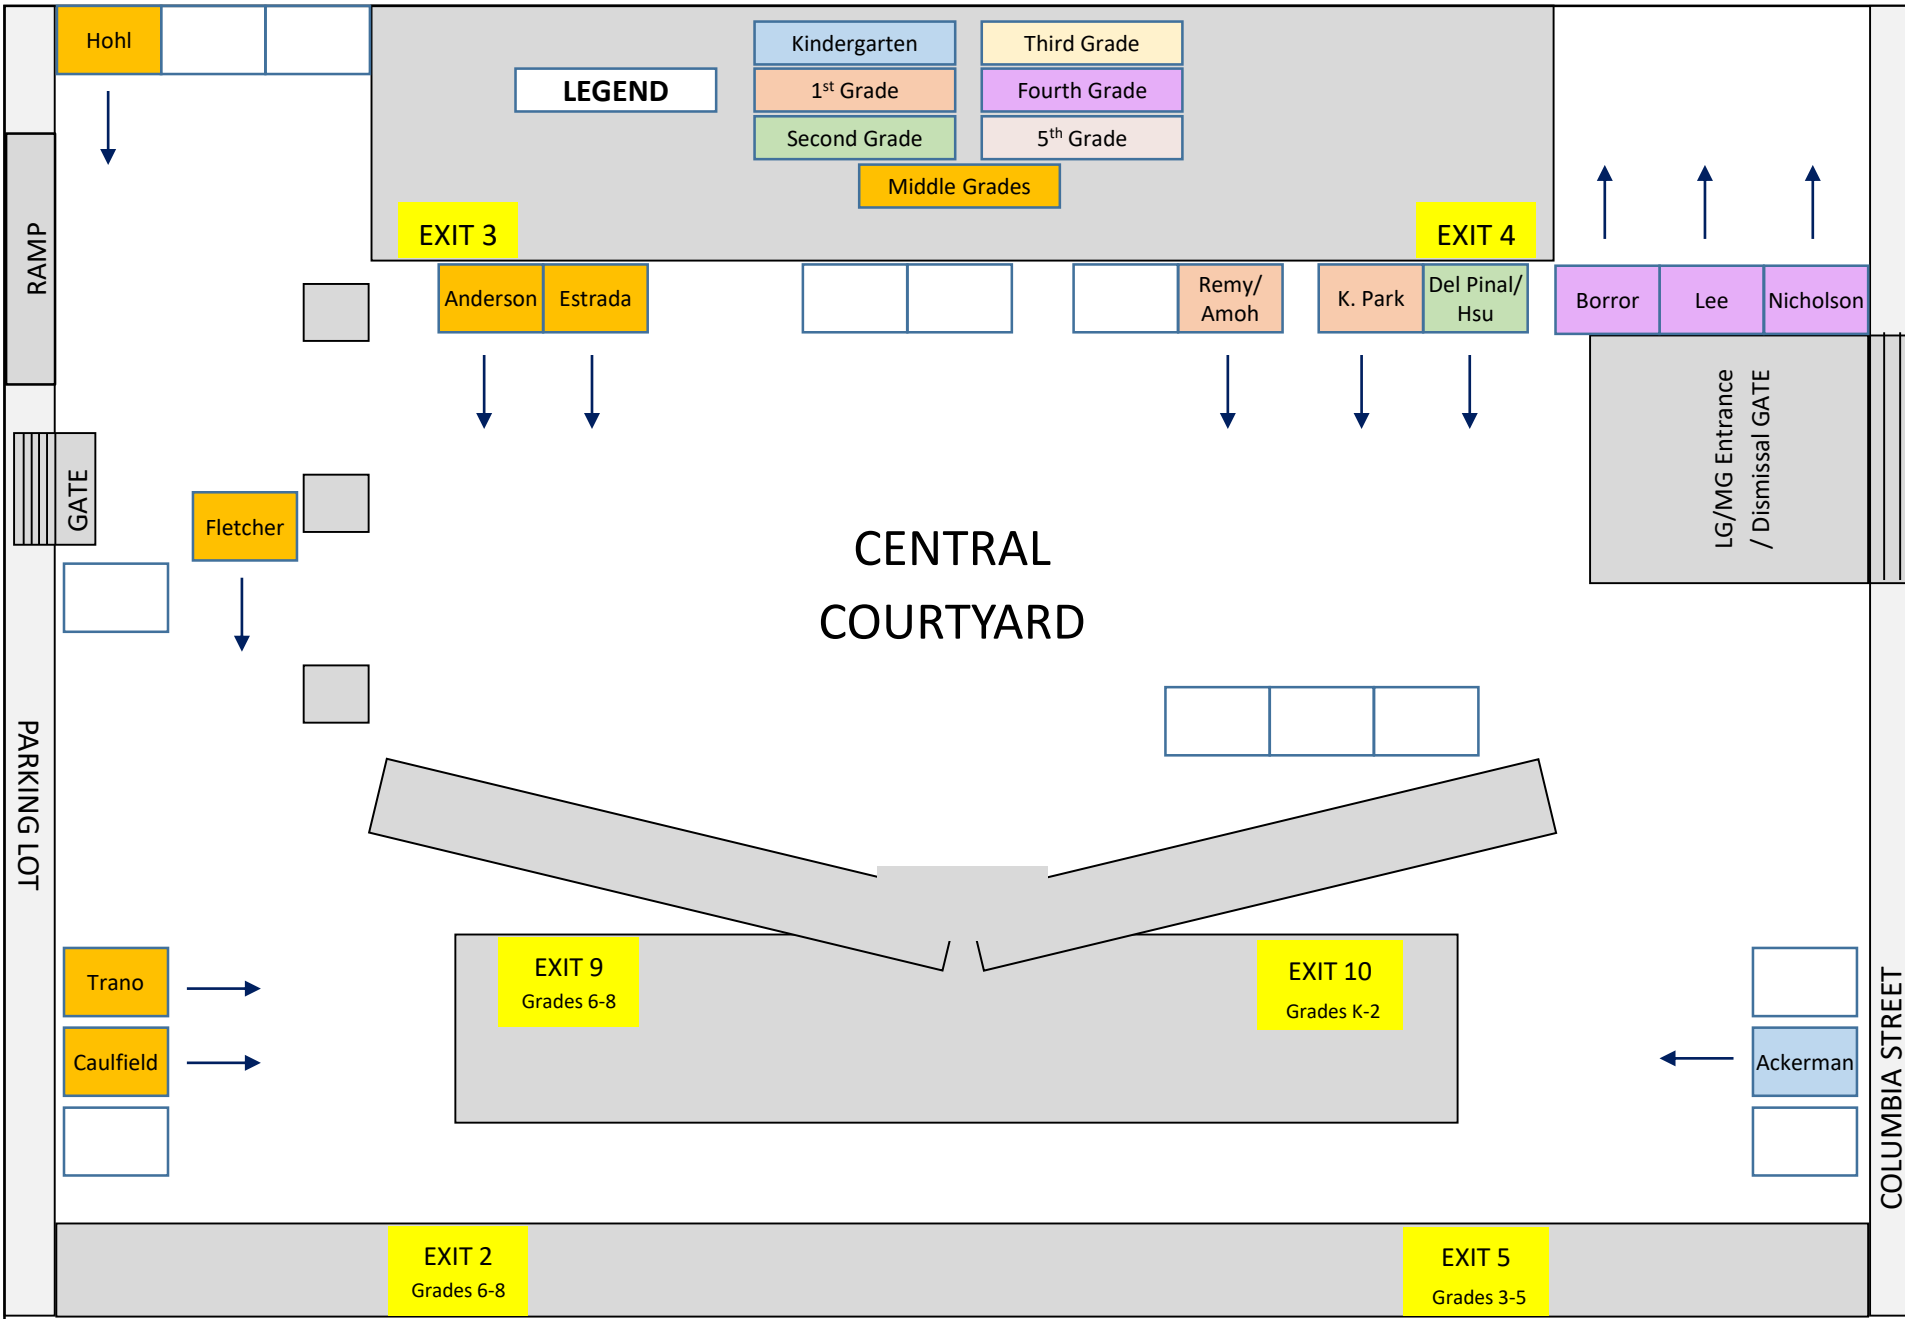 Hohl
LEGEND
Kindergarten
Third Grade
1st Grade
Fourth Grade
Second Grade
5th Grade
Middle Grades
EXIT 3
EXIT 4
RAMP
Anderson
Estrada
Remy/
Amoh
K. Park
Del Pinal/
Hsu
Borror
Lee
Nicholson
LG/MG Entrance
/ Dismissal GATE
GATE
Fletcher
CENTRAL
COURTYARD
PARKING LOT
Trano
Caulfield
EXIT 9
Grades 6-8
EXIT 10
Grades K-2
Ackerman
COLUMBIA STREET
EXIT 2
Grades 6-8
EXIT 5
Grades 3-5